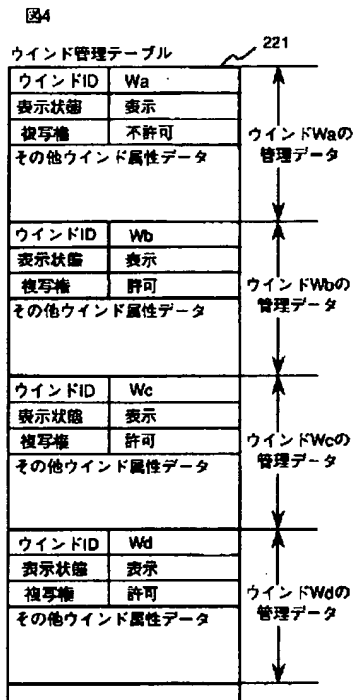 図4
ウインド管理テーブル
221
ウインドID Wa
表示状態 表示
複写権 不許可
その他ウインド属性データ
ウインドWaの
管理データ
ウインドID Wb
表示状態 表示
複写権 許可
その他ウインド属性データ
ウインドWbの
管理データ
ウインドID Wc
表示状態 表示
複写権 許可
その他ウインド属性データ
ウインドWcの
管理データ
ウインドID Wd
表示状態 表示
複写権 許可
その他ウインド属性データ
ウインドWdの
管理データ